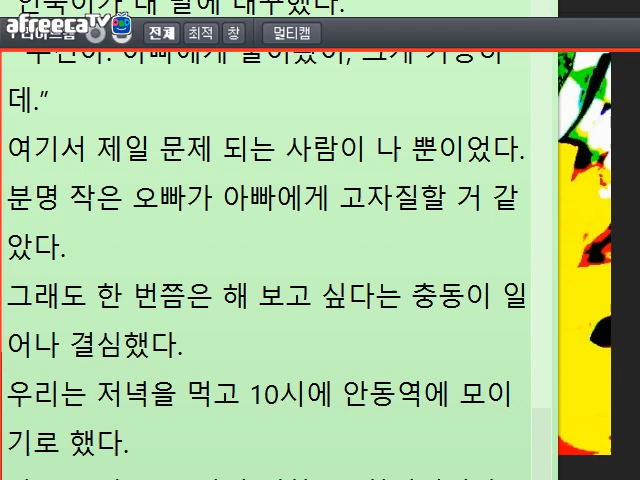 afreecaTV
전체 최적 창 멀티캠
데.”
여기서 제일 문제 되는 사람이 나 뿐이었다.
분명 작은 오빠가 아빠에게 고자질할 거 같
았다.
그래도 한 번쯤은 해 보고 싶다는 충동이 일
어나 결심했다.
우리는 저녁을 먹고 10시에 안동역에 모이
기로 했다.